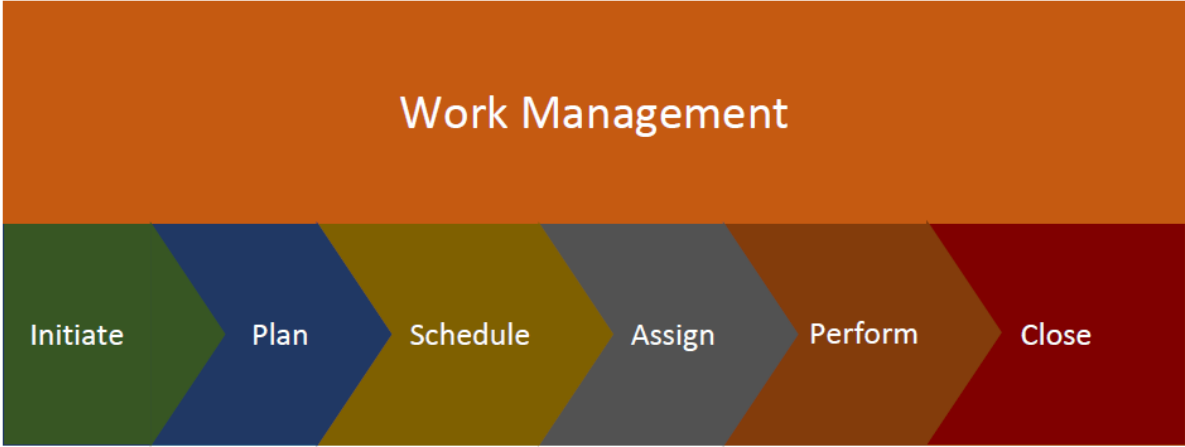 Work Management
Initiate Plan Schedule Assign Perform Close